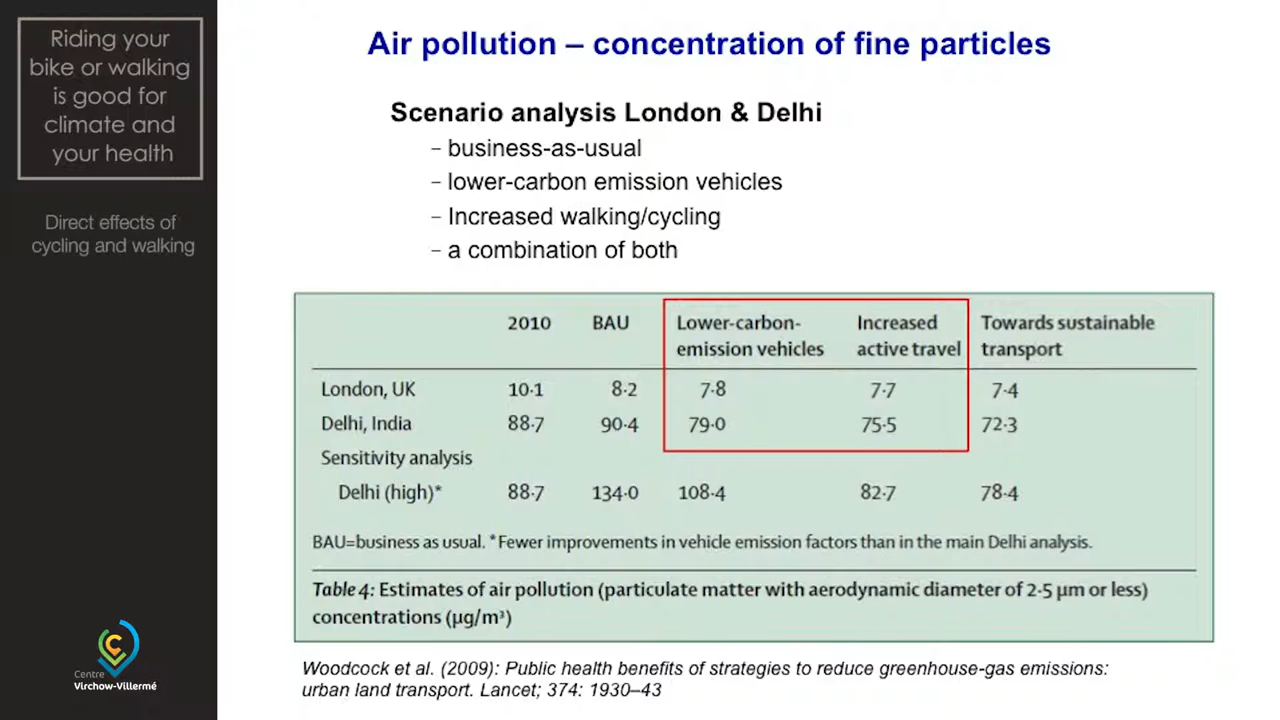 Riding your
bike or walking
is good for
climate and
your health
Direct effects of
cycling and walking
Centre
Virchow-Villermé
Air pollution – concentration of fine particles
Scenario analysis London & Delhi
– business-as-usual
– lower-carbon emission vehicles
– Increased walking/cycling
– a combination of both
2010 BAU Lower-carbon- Increased Towards sustainable
emission vehicles active travel transport
London, UK 10·1 8·2 7·8 7·7 7·4
Delhi, India 88·7 90·4 79·0 75·5 72·3
Sensitivity analysis
Delhi (high)* 88·7 134·0 108·4 82·7 78·4
BAU=business as usual. *Fewer improvements in vehicle emission factors than in the main Delhi analysis.
Table 4: Estimates of air pollution (particulate matter with aerodynamic diameter of 2·5 µm or less)
concentrations (µg/m³)
Woodcock et al. (2009): Public health benefits of strategies to reduce greenhouse-gas emissions:
urban land transport. Lancet; 374: 1930–43